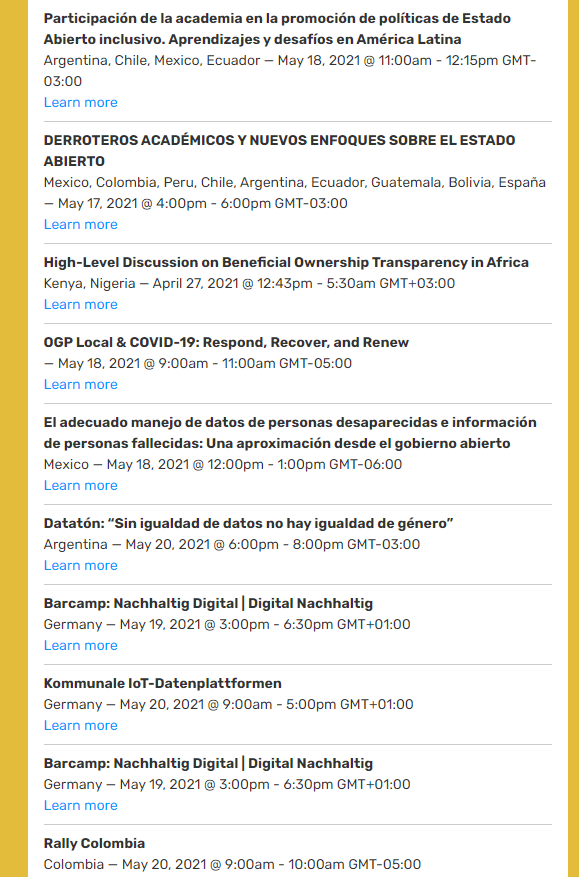 Participación de la academia en la promoción de políticas de Estado
Abierto inclusivo. Aprendizajes y desafíos en América Latina
Argentina, Chile, Mexico, Ecuador — May 18, 2021 @ 11:00am - 12:15pm GMT-
03:00
Learn more
DERROTEROS ACADÉMICOS Y NUEVOS ENFOQUES SOBRE EL ESTADO
ABIERTO
Mexico, Colombia, Peru, Chile, Argentina, Ecuador, Guatemala, Bolivia, España
— May 17, 2021 @ 4:00pm - 6:00pm GMT-03:00
Learn more
High-Level Discussion on Beneficial Ownership Transparency in Africa
Kenya, Nigeria — April 27, 2021 @ 12:43pm - 5:30am GMT+03:00
Learn more
OGP Local & COVID-19: Respond, Recover, and Renew
— May 18, 2021 @ 9:00am - 11:00am GMT-05:00
Learn more
El adecuado manejo de datos de personas desaparecidas e información
de personas fallecidas: Una aproximación desde el gobierno abierto
Mexico — May 18, 2021 @ 12:00pm - 1:00pm GMT-06:00
Learn more
Datatón: “Sin igualdad de datos no hay igualdad de género”
Argentina — May 20, 2021 @ 6:00pm - 8:00pm GMT-03:00
Learn more
Barcamp: Nachhaltig Digital | Digital Nachhaltig
Germany — May 19, 2021 @ 3:00pm - 6:30pm GMT+01:00
Learn more
Kommunale IoT-Datenplattformen
Germany — May 20, 2021 @ 9:00am - 5:00pm GMT+01:00
Learn more
Barcamp: Nachhaltig Digital | Digital Nachhaltig
Germany — May 19, 2021 @ 3:00pm - 6:30pm GMT+01:00
Learn more
Rally Colombia
Colombia — May 20, 2021 @ 9:00am - 10:00am GMT-05:00